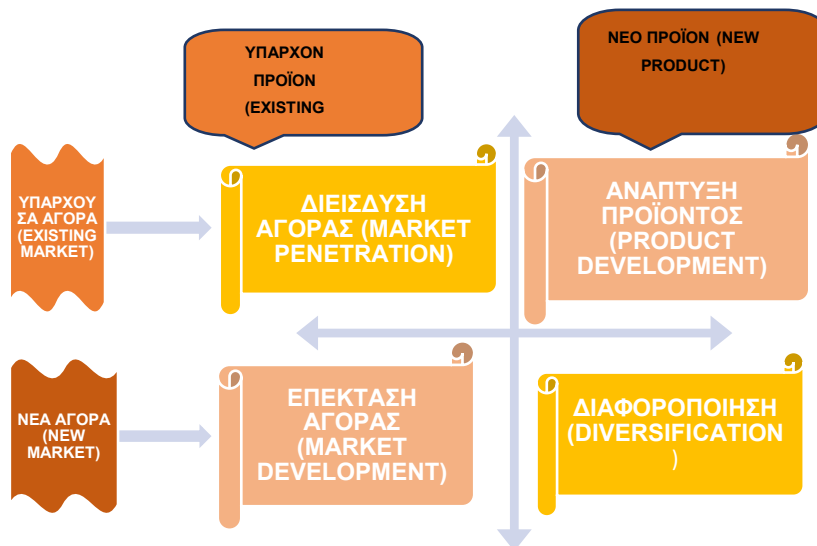 ΥΠΑΡΧΟΝ
ΠΡΟΪΟΝ
(EXISTING
ΝΕΟ ΠΡΟΪΟΝ (NEW
PRODUCT)
ΥΠΑΡΧΟΥ
ΣΑ ΑΓΟΡΑ
(EXISTING
MARKET)
ΔΙΕΙΣΔΥΣΗ
ΑΓΟΡΑΣ (MARKET
PENETRATION)
ΑΝΑΠΤΥΞΗ
ΠΡΟΪΟΝΤΟΣ
(PRODUCT
DEVELOPMENT)
ΝΕΑ ΑΓΟΡΑ
(NEW
MARKET)
ΕΠΕΚΤΑΣΗ
ΑΓΟΡΑΣ
(MARKET
DEVELOPMENT)
ΔΙΑΦΟΡΟΠΟΙΗΣΗ
(DIVERSIFICATION
)